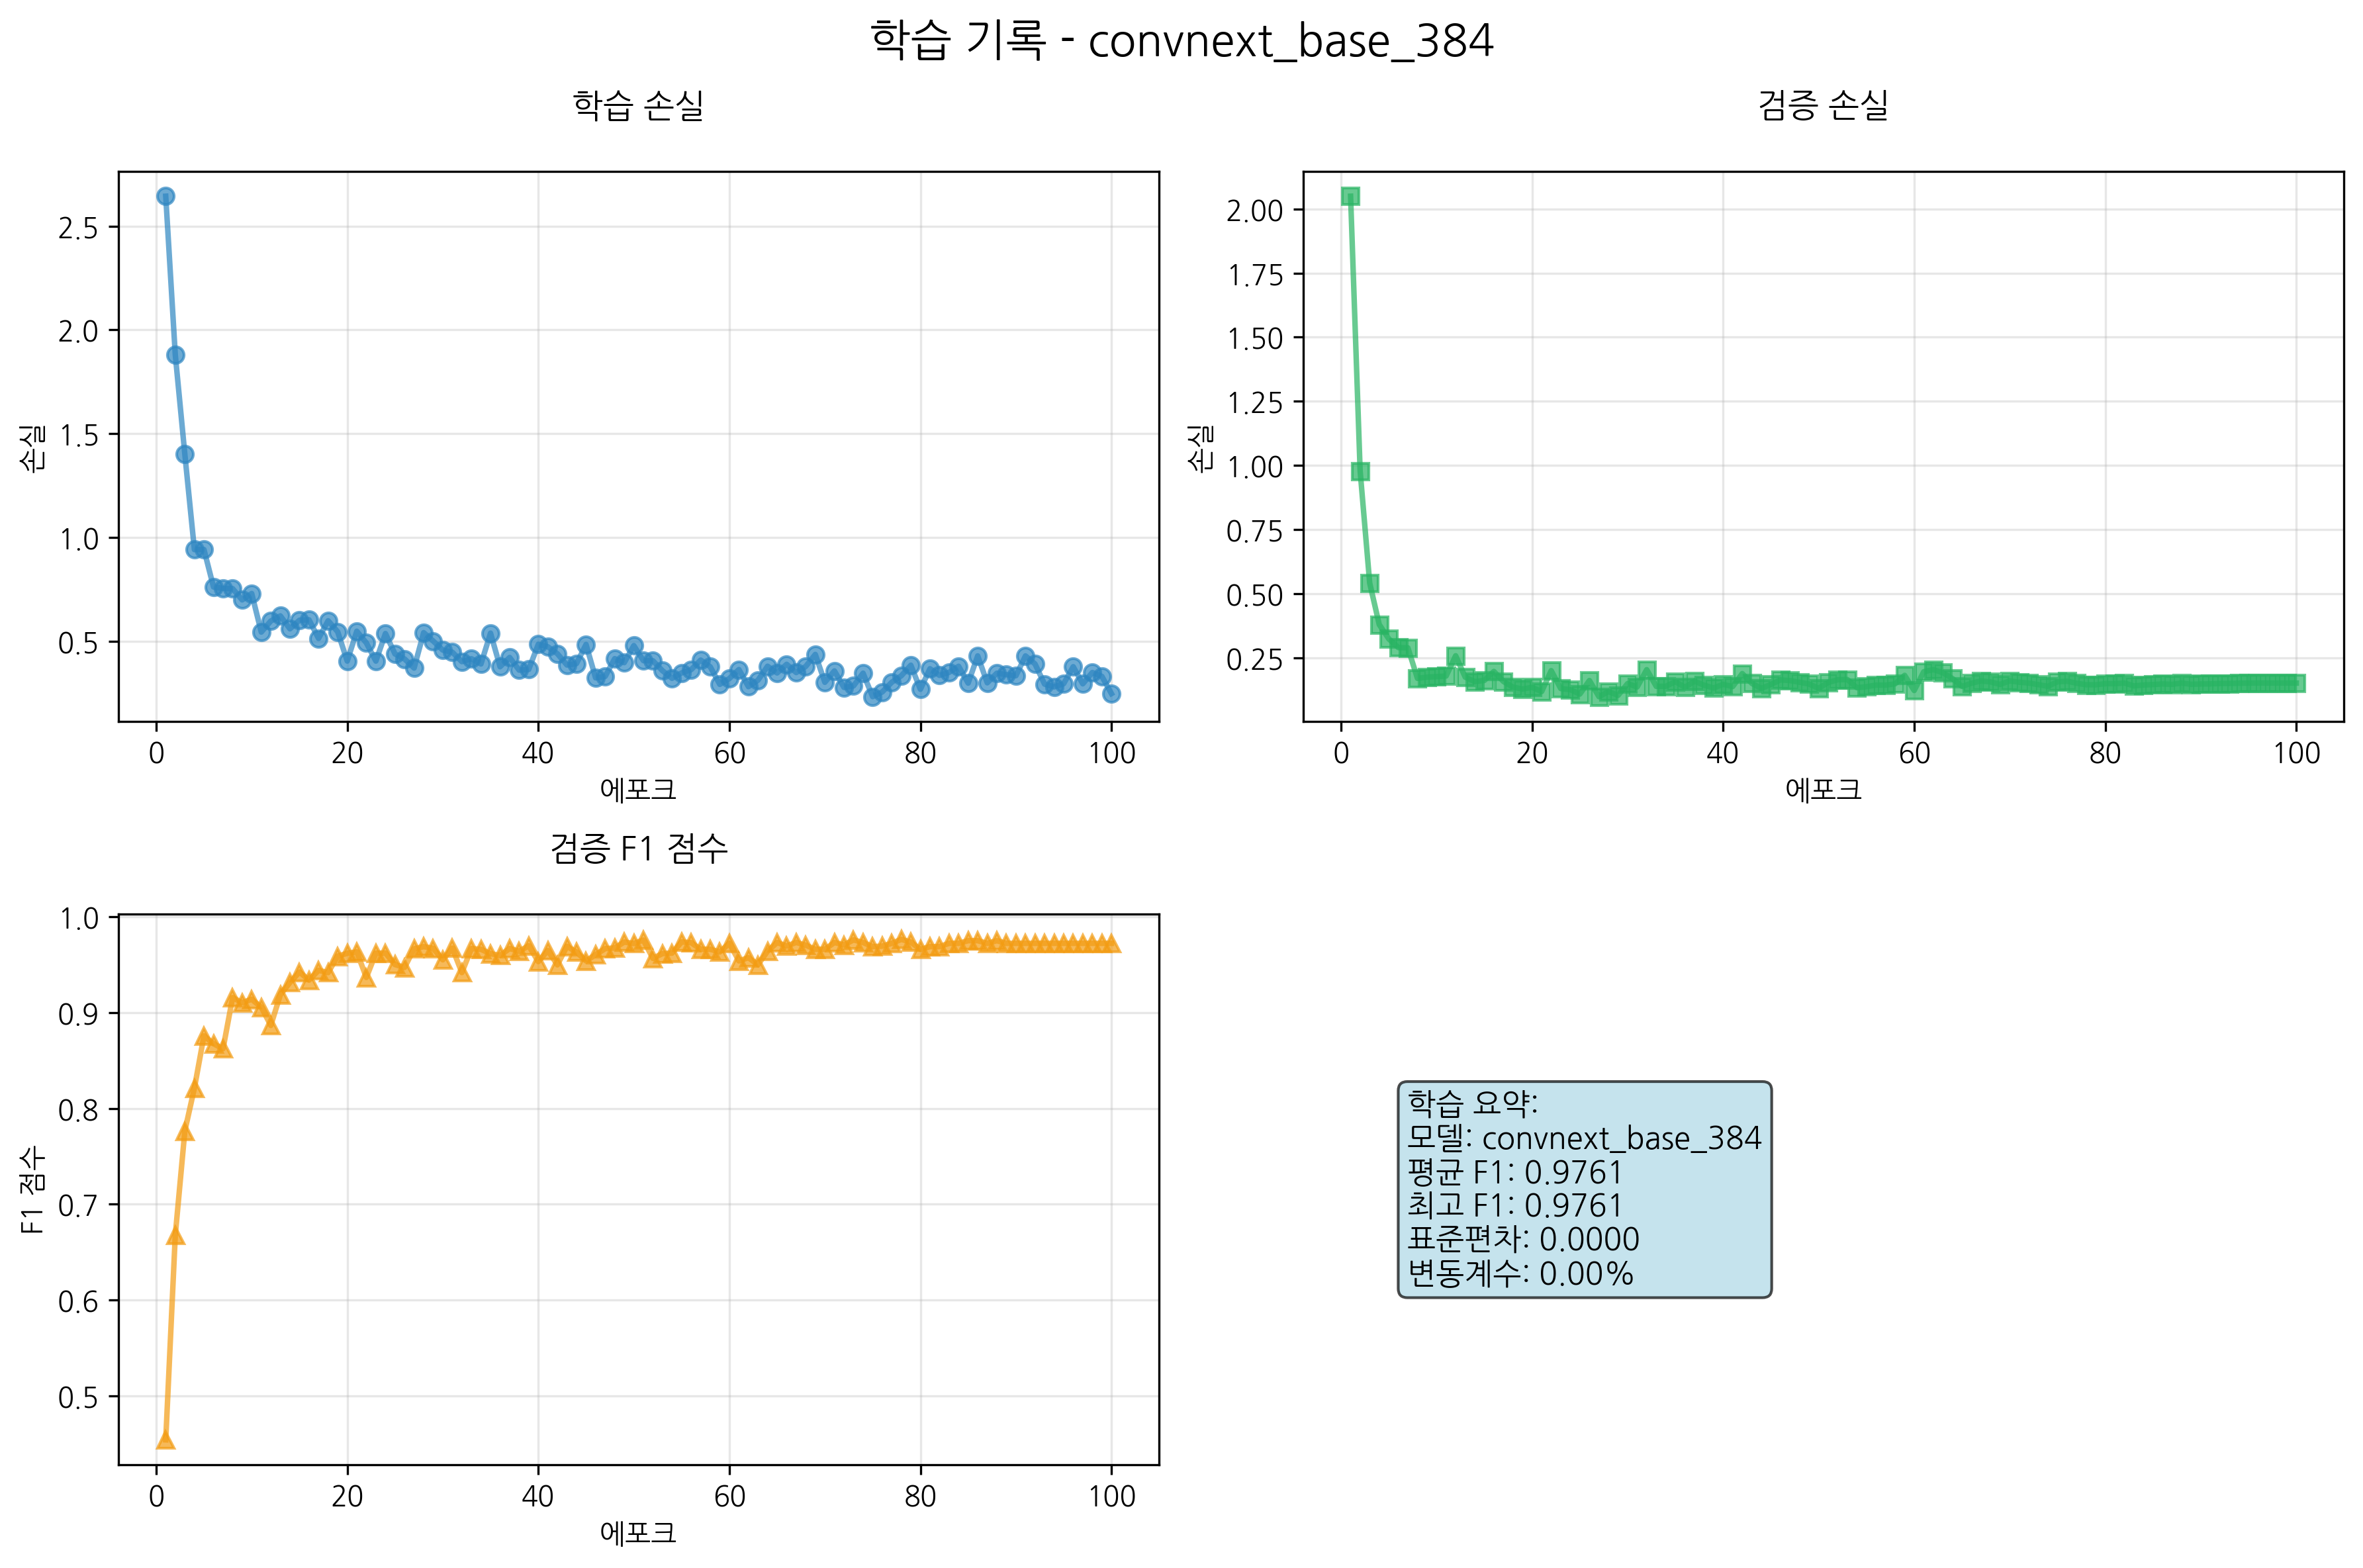 학습 기록 - convnext_base_384
학습 손실
손실
2.5
2.0
1.5
1.0
0.5
0 20 40 60 80 100
에포크
검증 손실
손실
2.00
1.75
1.50
1.25
1.00
0.75
0.50
0.25
0 20 40 60 80 100
에포크
검증 F1 점수
F1 점수
1.0
0.9
0.8
0.7
0.6
0.5
0 20 40 60 80 100
에포크
학습 요약:
모델: convnext_base_384
평균 F1: 0.9761
최고 F1: 0.9761
표준편차: 0.0000
변동계수: 0.00%